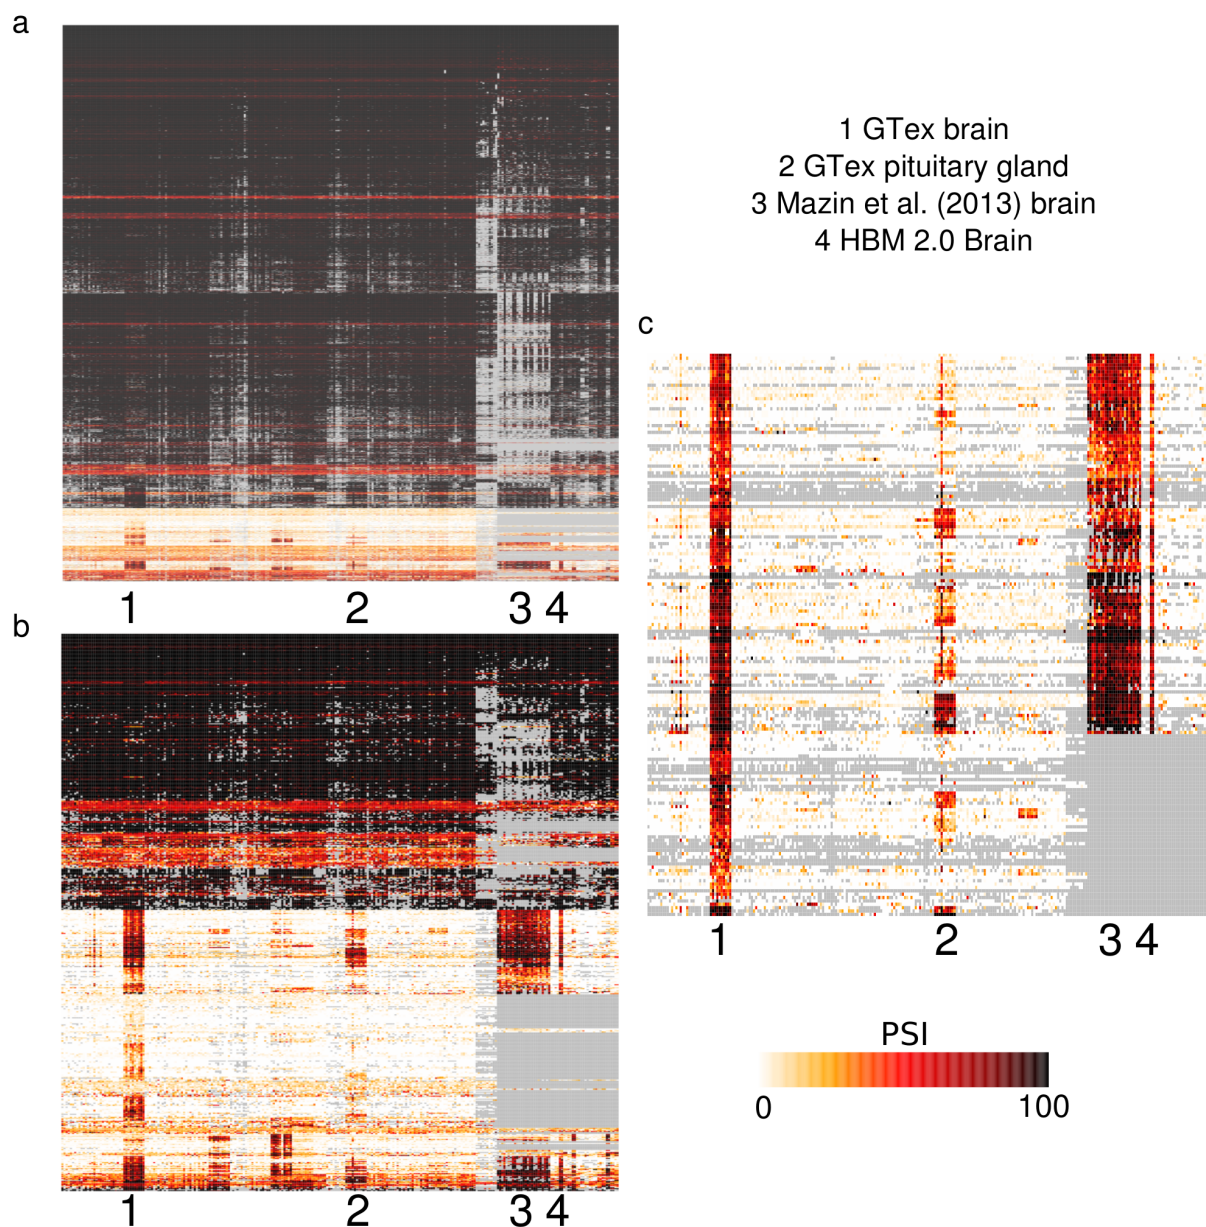 a
1 GTex brain
2 GTex pituitary gland
3 Mazin et al. (2013) brain
4 HBM 2.0 Brain
c
1 2 3 4
b
1 2 3 4
PSI
0 100
1 2 3 4